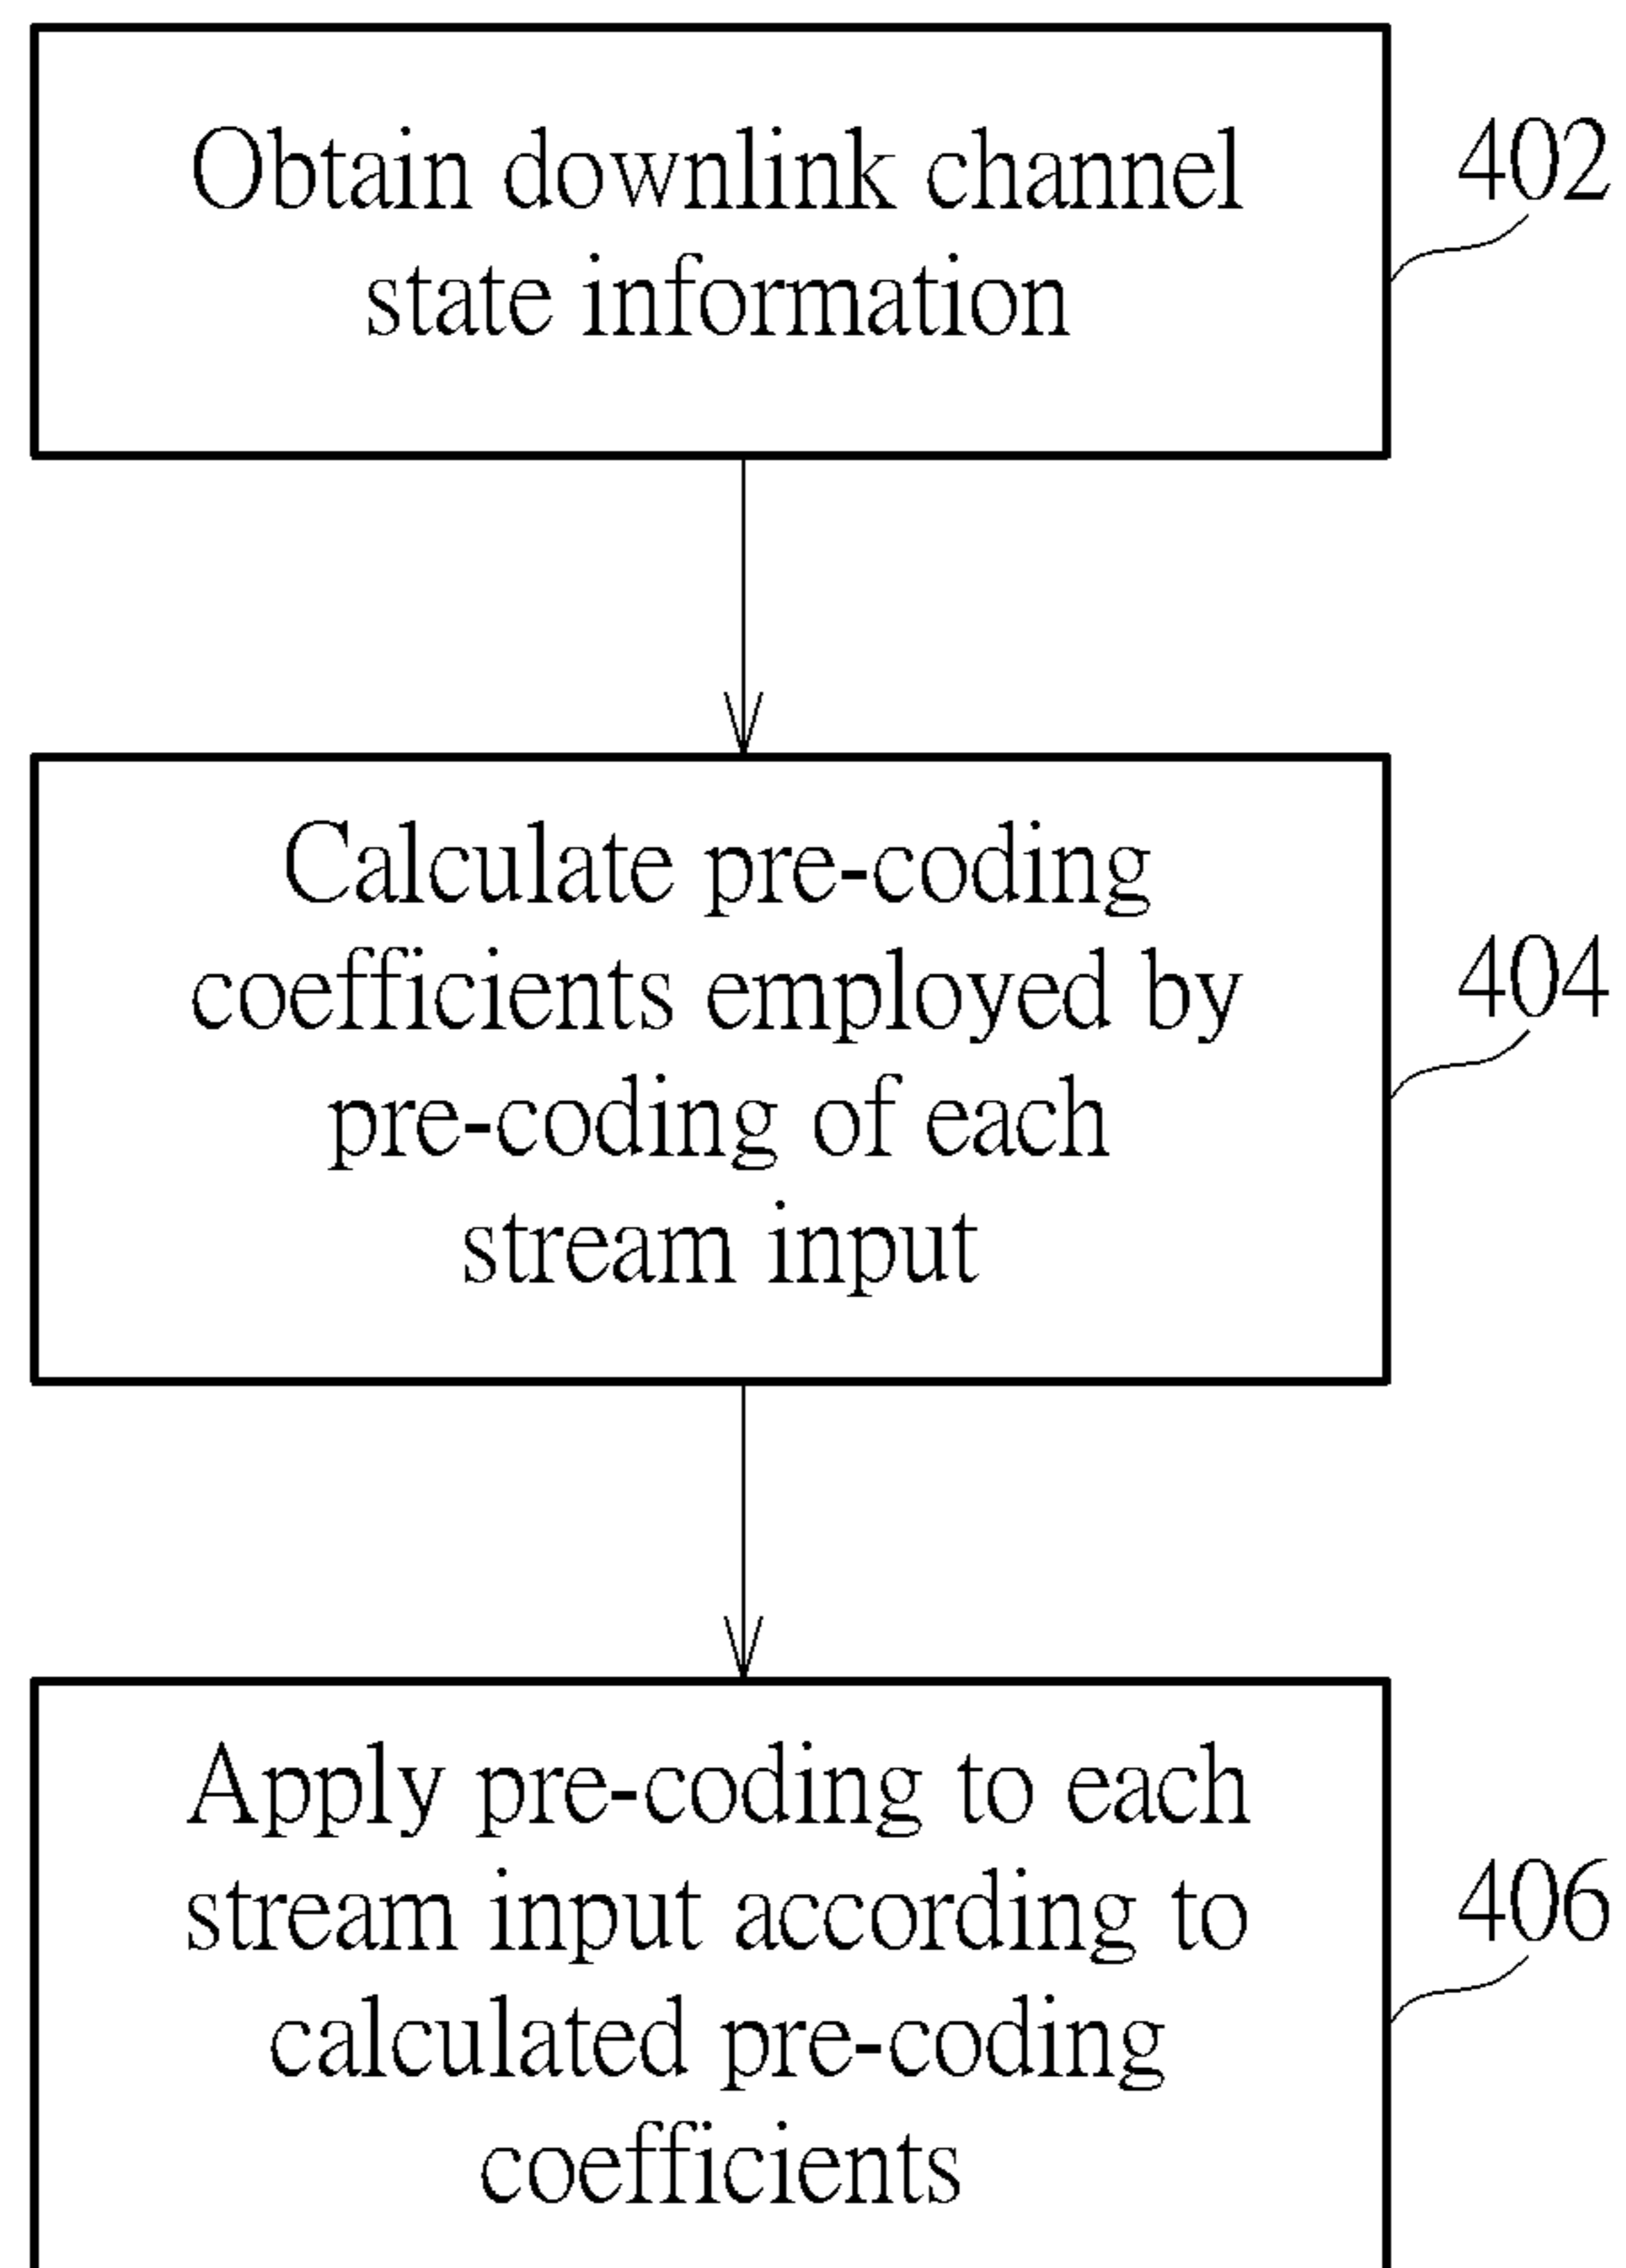 Obtain downlink channel
state information
402
Calculate pre-coding
coefficients employed by
pre-coding of each
stream input
404
Apply pre-coding to each
stream input according to
calculated pre-coding
coefficients
406